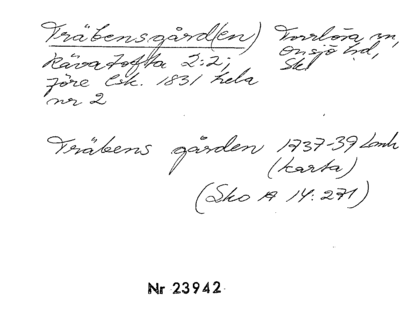 Träbensgård(en) Torrlösa sn,
Rävatofta 2:2; Onsjö hd,
före lsk. 1831 hela Sk
nr 2
Träbens gården 1737-39 Lmh
(karta)
(Sko A 14:271)
Nr 23942